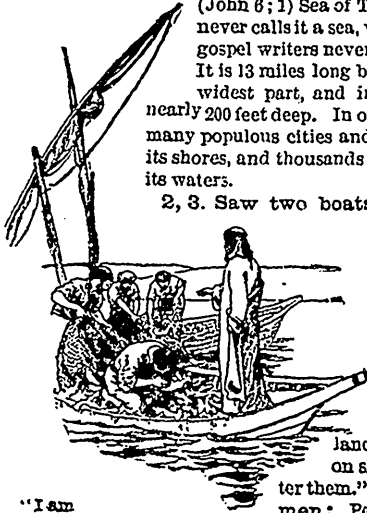 (John 6; 1) Sea of T
never calls it a sea,
gospel writers never
It is 13 miles long b
widest part, and i
nearly 200 feet deep. In o
many populous cities and
its shores, and thousands
its waters.
2, 3. Saw two boats
land
on s
ter them."
"I am
men: